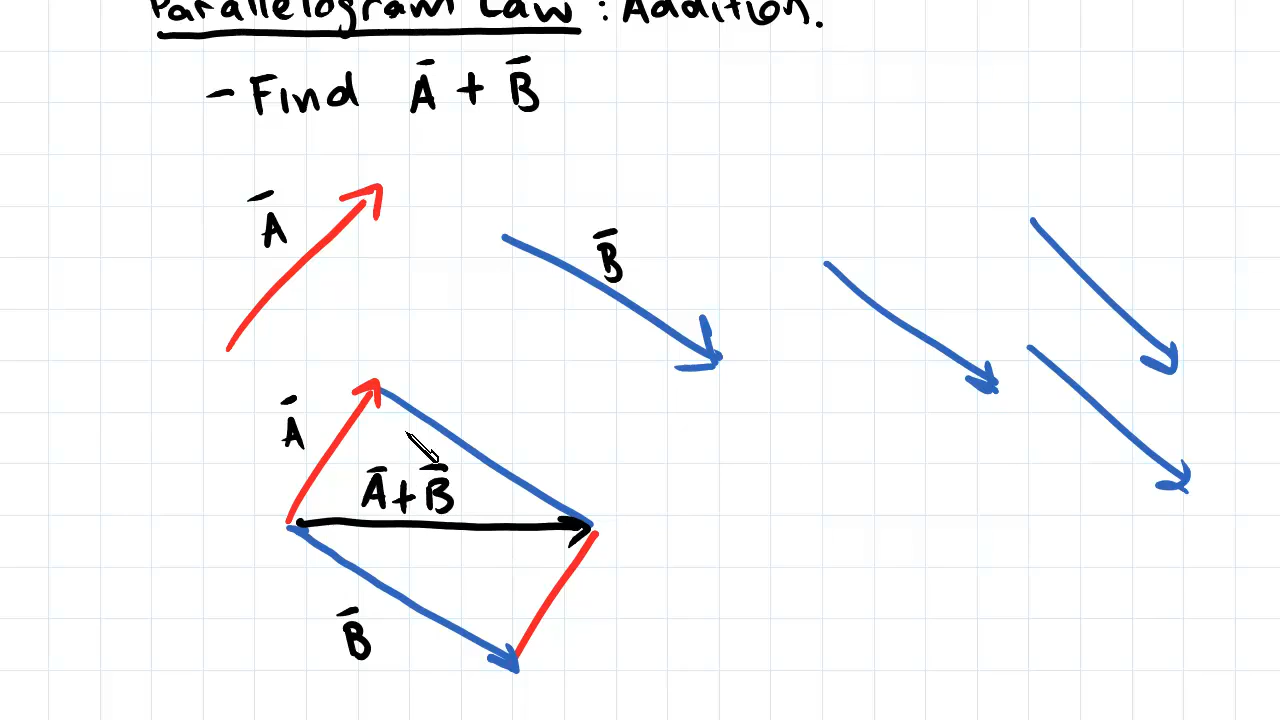 Parallelogram Law : Addition.
- Find A̅ + B̅
A̅
B̅
A̅
A̅ + B̅
B̅